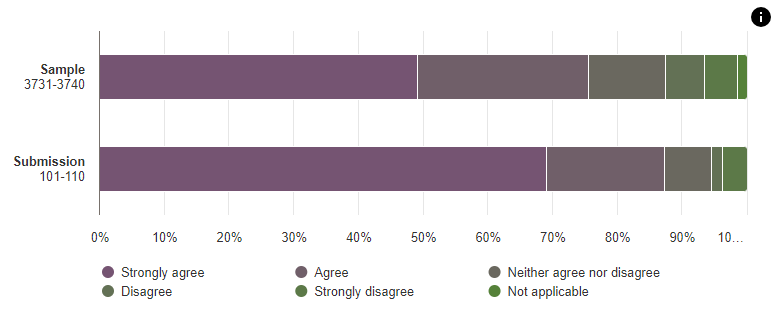 i
Sample
3731-3740
Submission
101-110
0% 10% 20% 30% 40% 50% 60% 70% 80% 90% 10...
Strongly agree Agree Neither agree nor disagree
Disagree Strongly disagree Not applicable